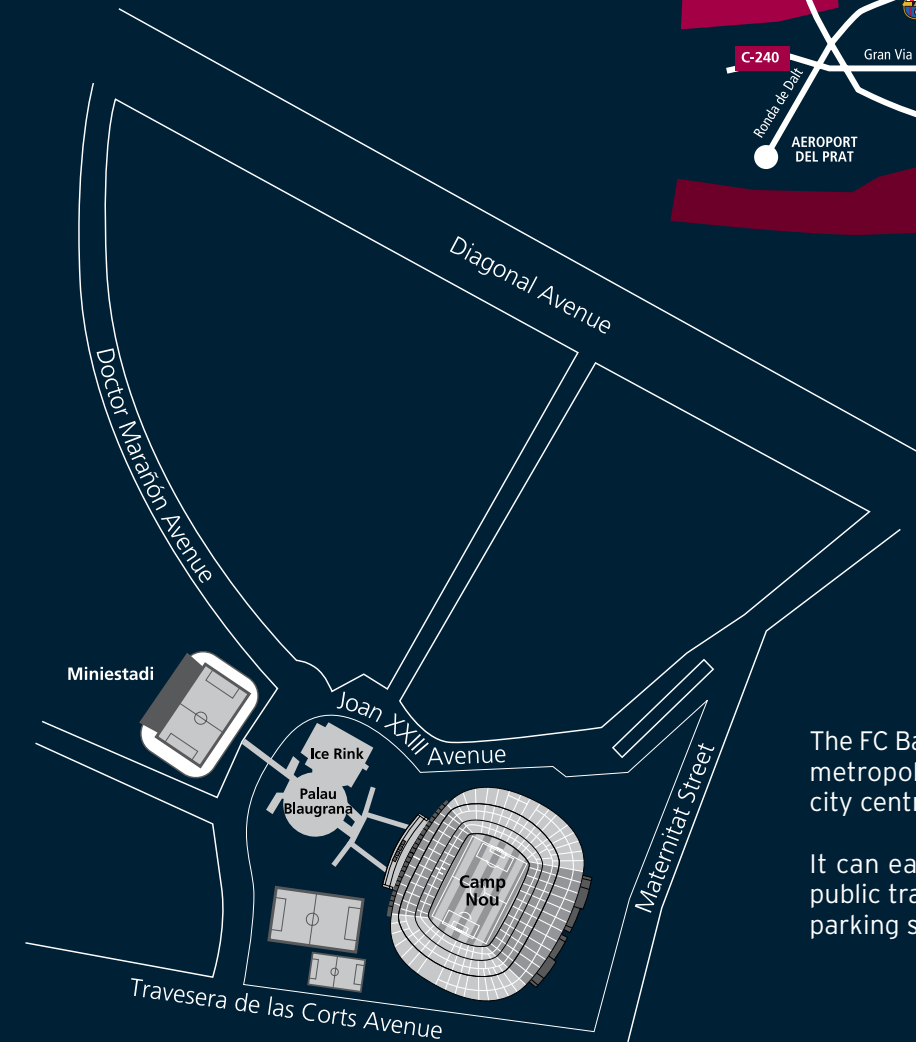 C-240
Gran Via
Ronda de Dalt
AEROPORT
DEL PRAT
Diagonal Avenue
Doctor Marañón Avenue
Miniestadi
Joan XXIII Avenue
Ice Rink
Palau
Blaugrana
Camp
Nou
Maternitat Street
Travesera de las Corts Avenue
The FC Ba
metropol
city centr
It can ea
public tra
parking s